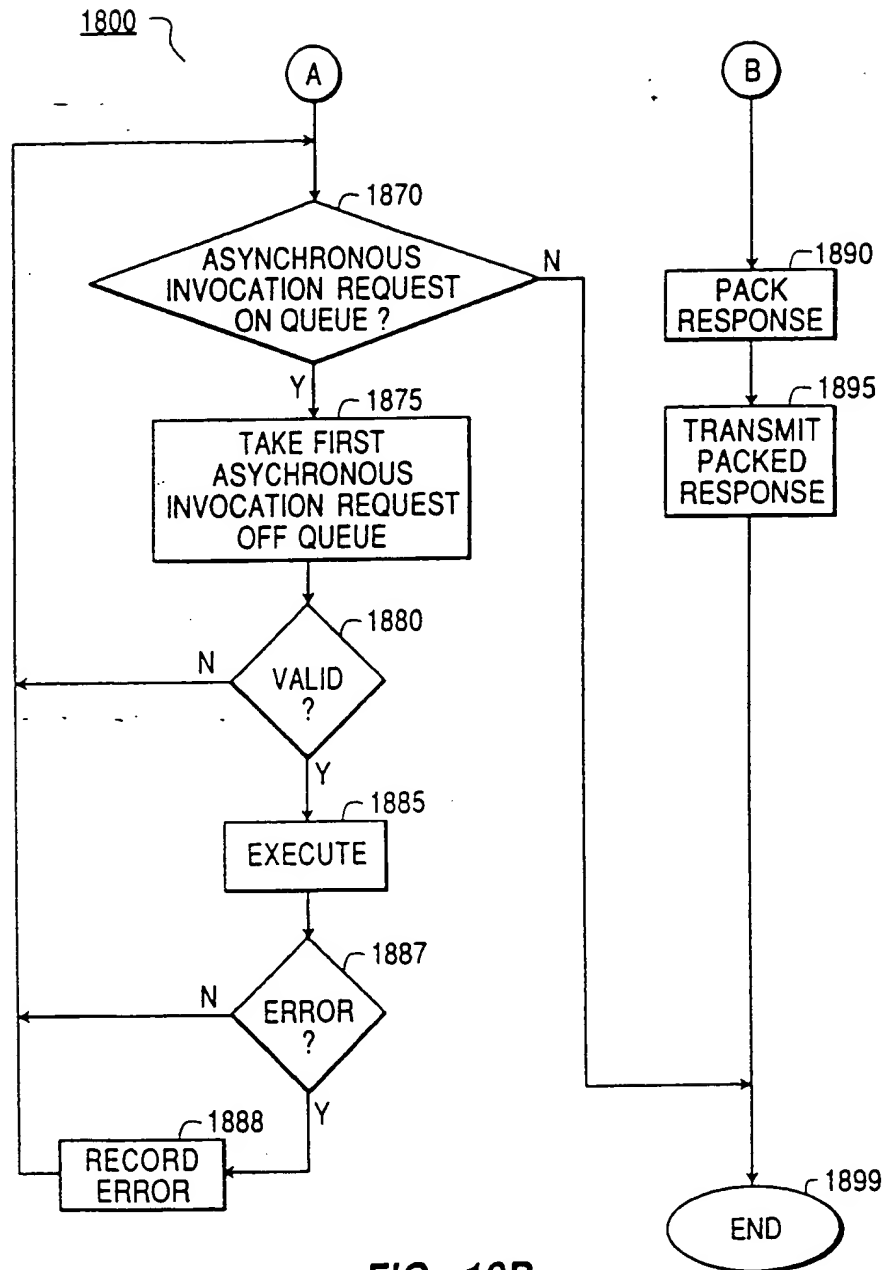 1800
A
B
1870
ASYNCHRONOUS
INVOCATION REQUEST
ON QUEUE ?
N
Y
1875
TAKE FIRST
ASYCHRONOUS
INVOCATION REQUEST
OFF QUEUE
1880
VALID
?
N
Y
1885
EXECUTE
1887
ERROR
?
N
Y
1888
RECORD
ERROR
1890
PACK
RESPONSE
1895
TRANSMIT
PACKED
RESPONSE
1899
END